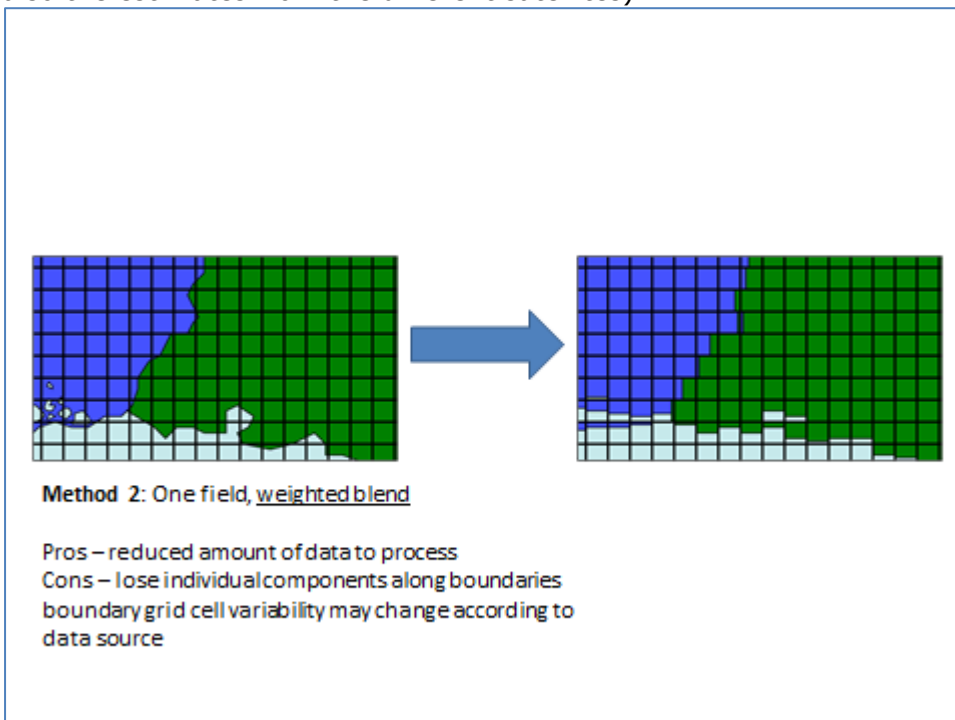 Method 2: One field, weighted blend
Pros – reduced amount of data to process
Cons – lose individual components along boundaries
boundary grid cell variability may change according to
data source